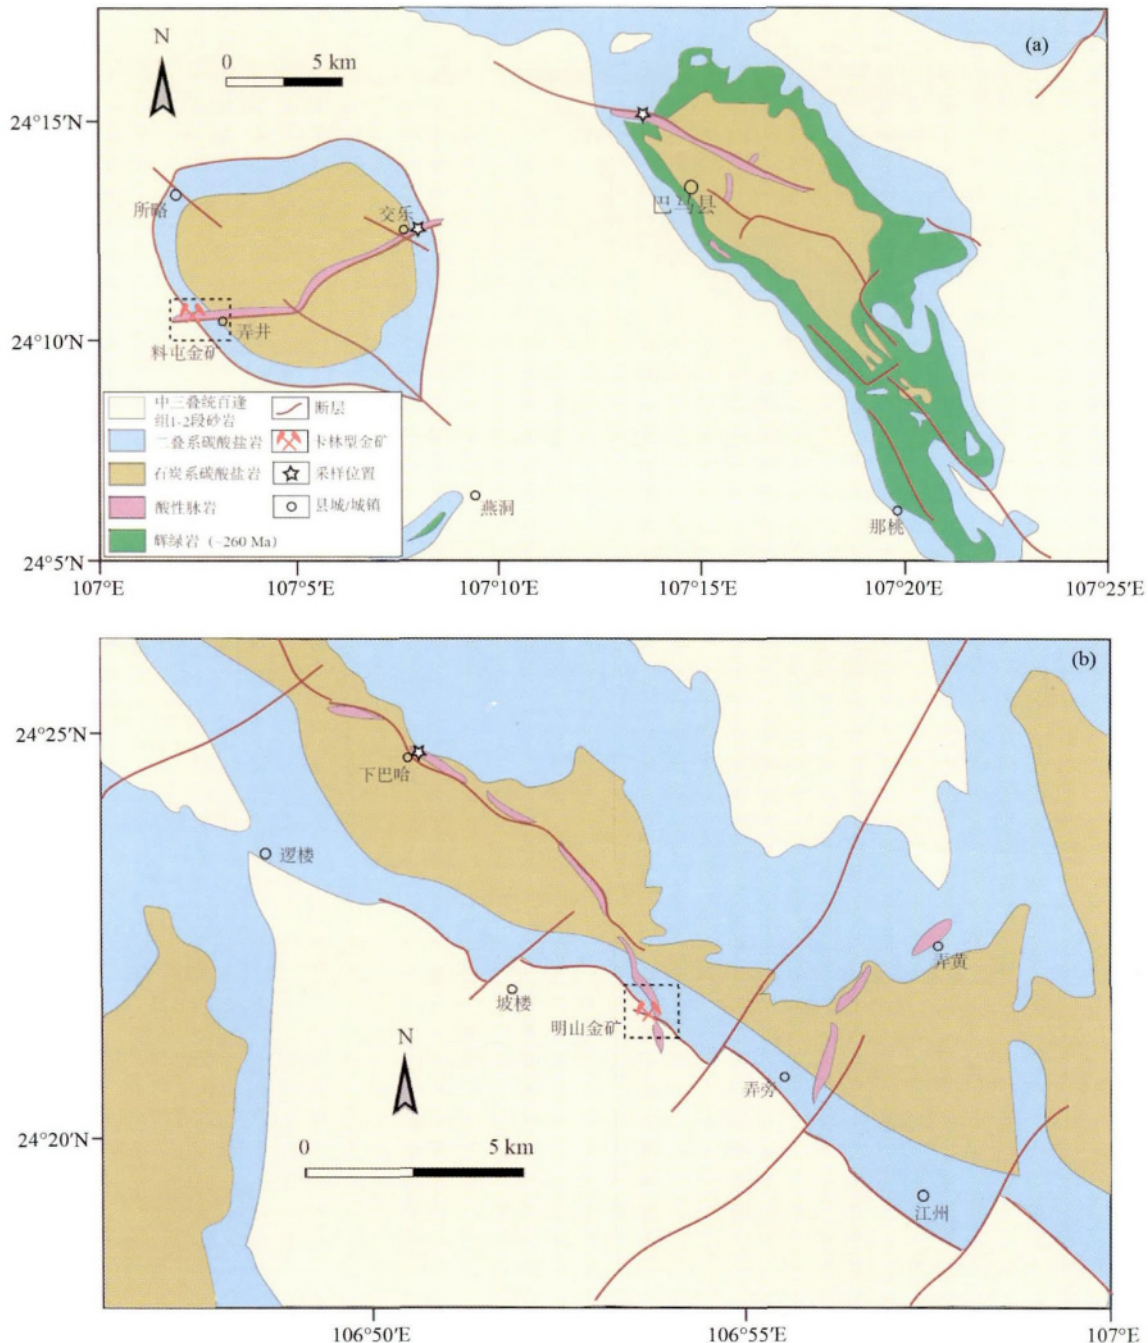 (a)
N
0 5 km
24°15′N
所略
交乐
巴马县
24°10′N
弄井
料屯金矿
中三叠统百逢
组1-2段砂岩
断层
二叠系碳酸盐岩
卡林型金矿
石炭系碳酸盐岩
采样位置
酸性脉岩
县城/城镇
辉绿岩 (~260 Ma)
燕洞
那桃
24°5′N
107°E 107°5′E 107°10′E 107°15′E 107°20′E 107°25′E
(b)
24°25′N
下巴哈
逻楼
弄黄
坡楼
明山金矿
N
弄旁
24°20′N
0 5 km
江州
106°50′E 106°55′E 107°E